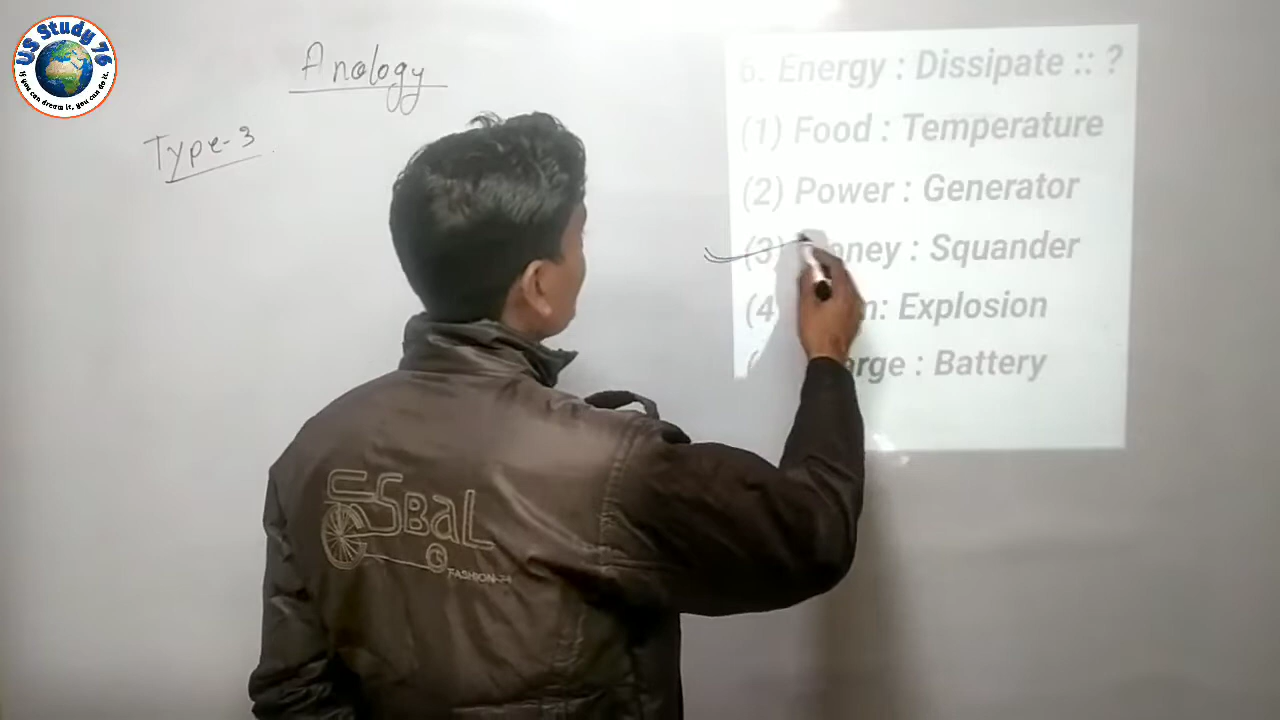 US Study 76
If you can dream it, you can do it.
Analogy
Type-3
6. Energy : Dissipate :: ?
(1) Food : Temperature
(2) Power : Generator
(3) oney : Squander
(4 : Explosion
arge : Battery
SBaL
FASHION